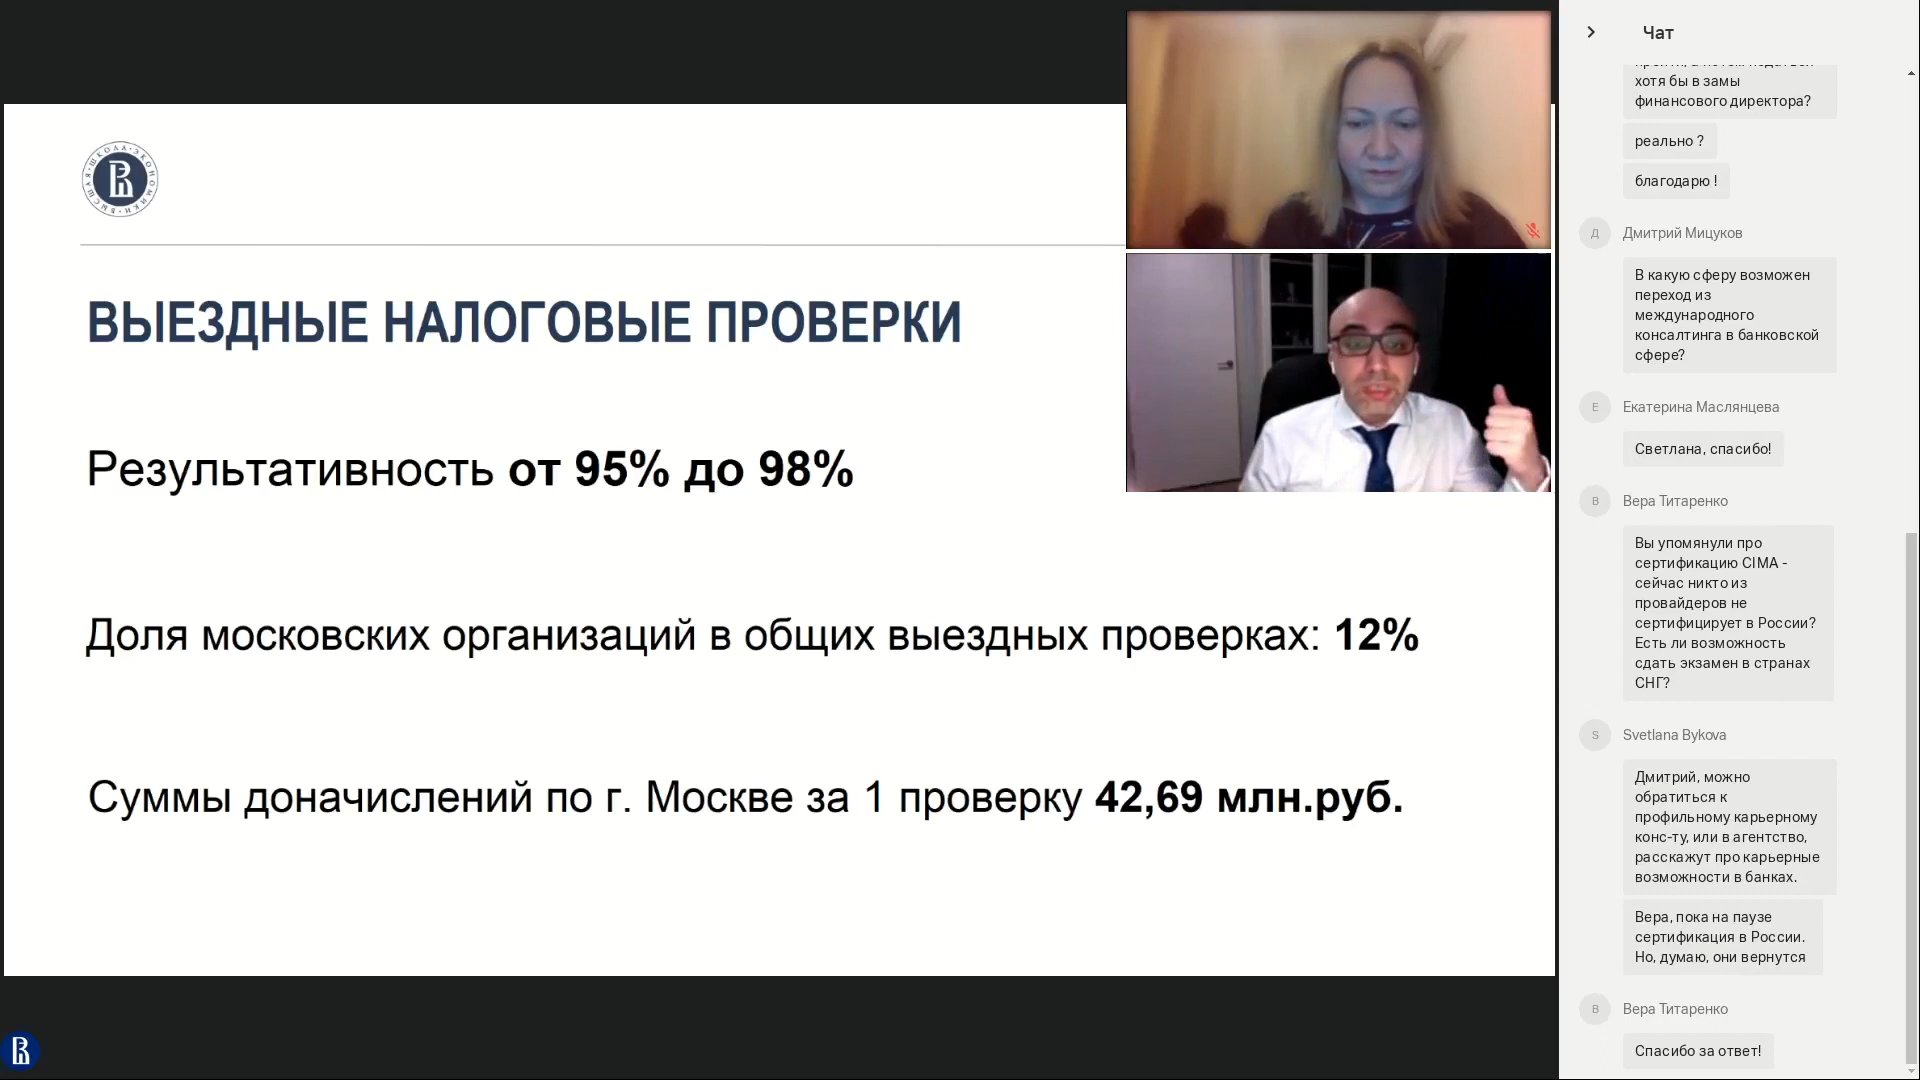 ВЫСШАЯ ШКОЛА ЭКОНОМИКИ
ВЫЕЗДНЫЕ НАЛОГОВЫЕ ПРОВЕРКИ
Результативность от 95% до 98%
Доля московских организаций в общих выездных проверках: 12%
Суммы доначислений по г. Москве за 1 проверку 42,69 млн.руб.
Чат
хотя бы в замы
финансового директора?
реально ?
благодарю !
Д
Дмитрий Мицуков
В какую сферу возможен
переход из
международного
консалтинга в банковской
сфере?
Е
Екатерина Маслянцева
Светлана, спасибо!
В
Вера Титаренко
Вы упомянули про
сертификацию CIMA -
сейчас никто из
провайдеров не
сертифицирует в России?
Есть ли возможность
сдать экзамен в странах
СНГ?
S
Svetlana Bykova
Дмитрий, можно
обратиться к
профильному карьерному
конс-ту, или в агентство,
расскажут про карьерные
возможности в банках.
Вера, пока на паузе
сертификация в России.
Но, думаю, они вернутся
В
Вера Титаренко
Спасибо за ответ!